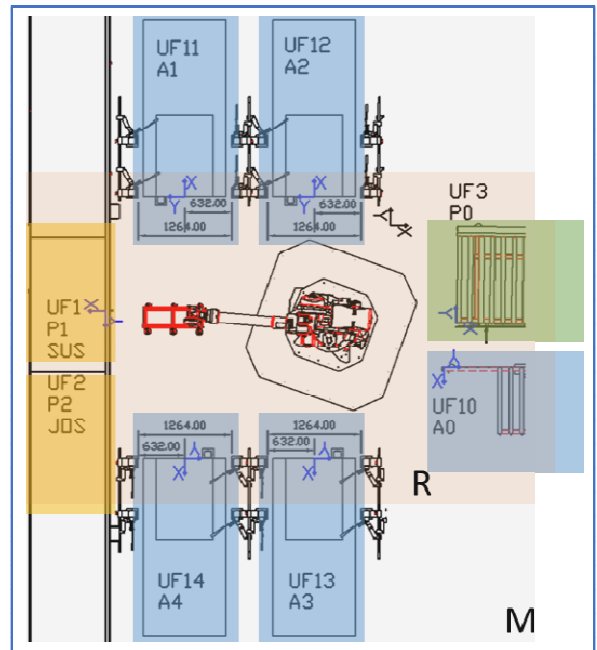 UF11
A1
UF12
A2
X
Y
632.00
1264.00
X
Y
632.00
1264.00
UF3
P0
X
Y
X
UF1
P1
SUS
X
UF2
P2
JOS
Y
X
UF10
A0
1264.00
632.00
Y
X
1264.00
632.00
Y
X
R
UF14
A4
UF13
A3
M